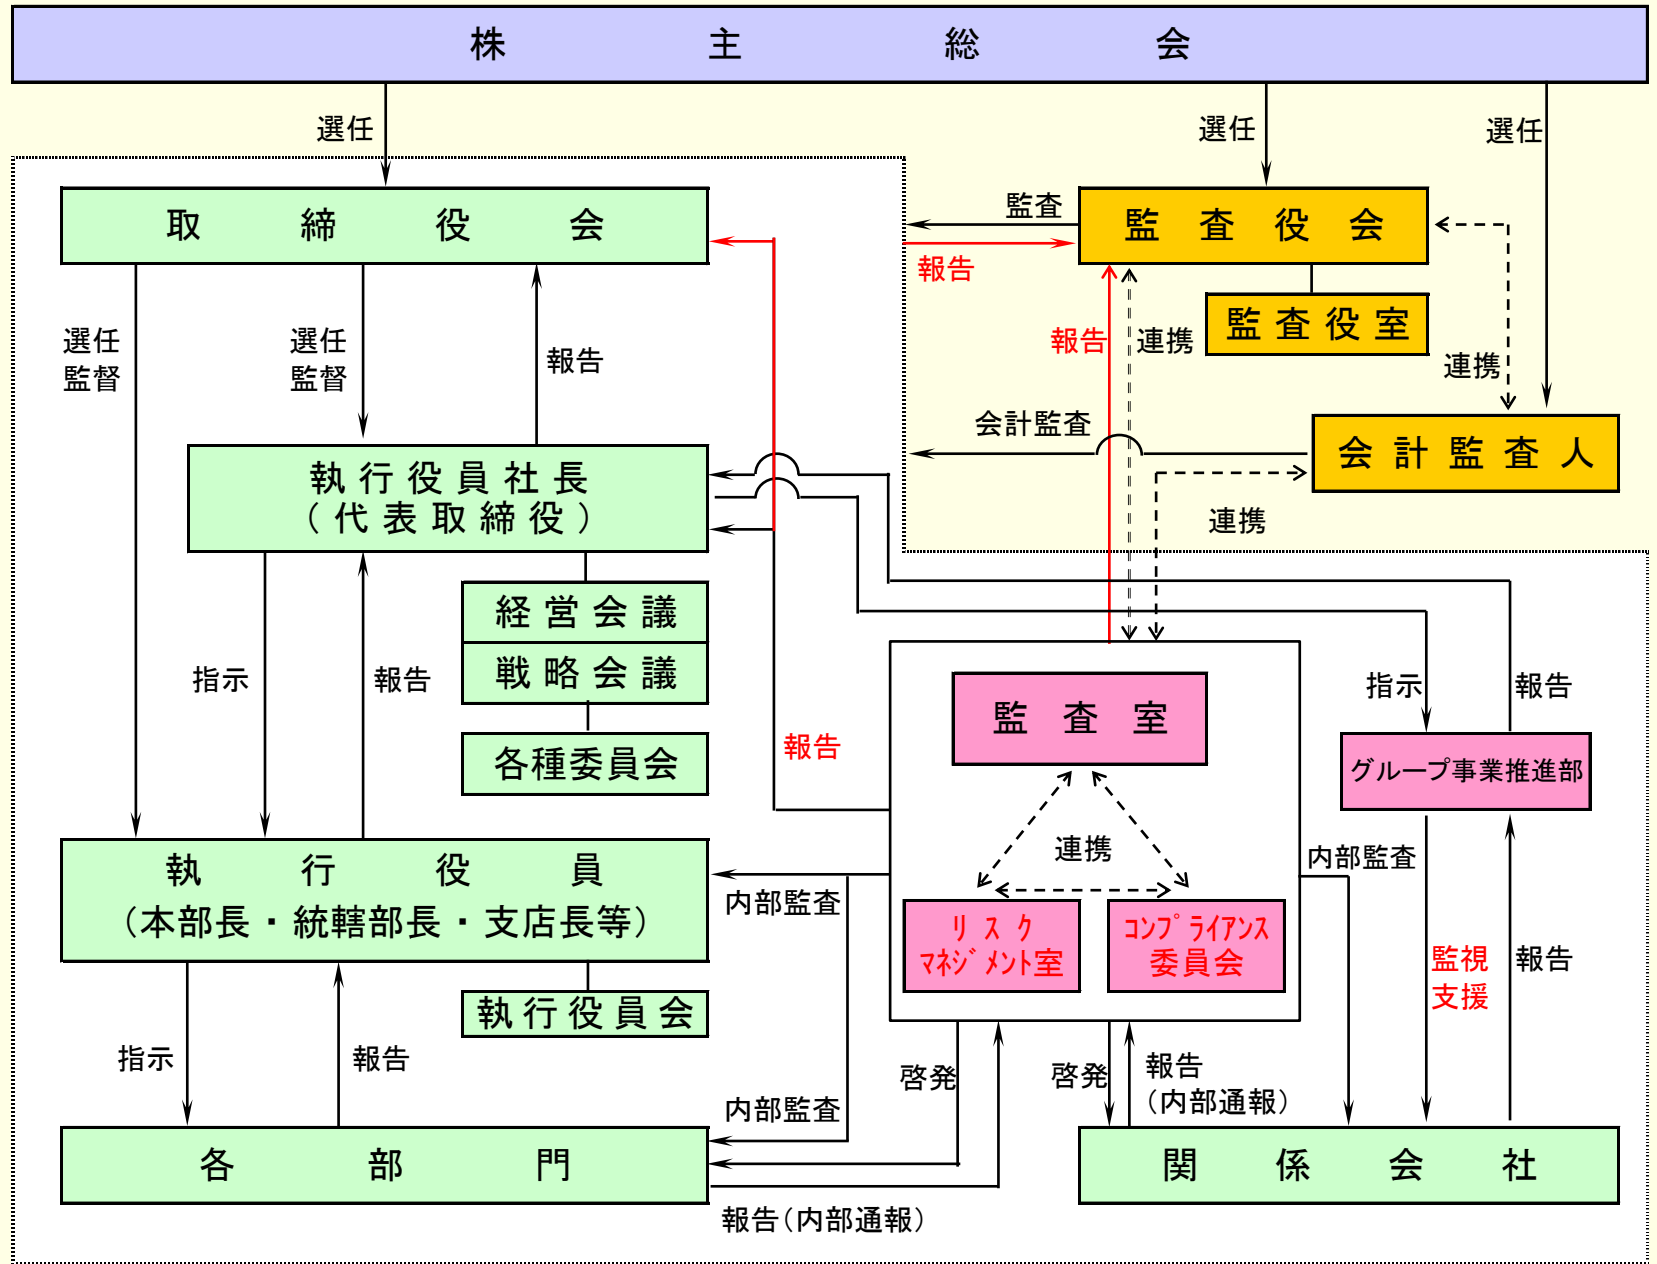 株主総会
選任
選任
選任
取締役会
監査
報告
監査役会
監査役室
選任
監督
選任
監督
報告
報告
連携
連携
会計監査
会計監査人
執行役員社長
(代表取締役)
連携
経営会議
戦略会議
各種委員会
指示
報告
報告
監査室
指示
報告
グループ事業推進部
連携
執行役員
(本部長・統轄部長・支店長等)
内部監査
内部監査
リスク
マネジメント室
コンプライアンス
委員会
監視
支援
報告
執行役員会
指示
報告
内部監査
啓発
啓発
報告
(内部通報)
各部門
関係会社
報告(内部通報)